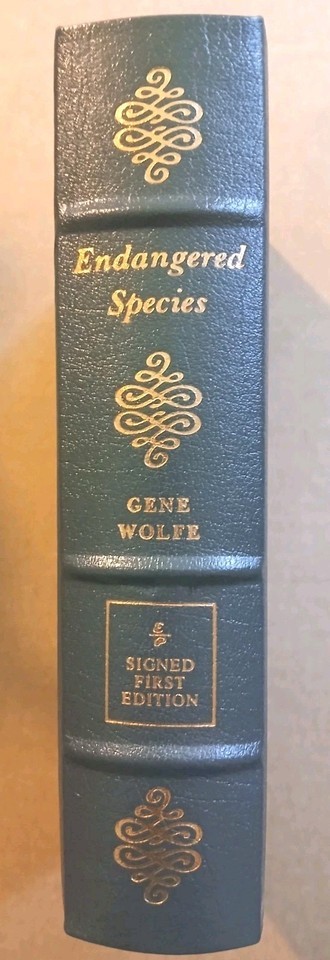 Endangered
Species
GENE
WOLFE
E
P
SIGNED
FIRST
EDITION